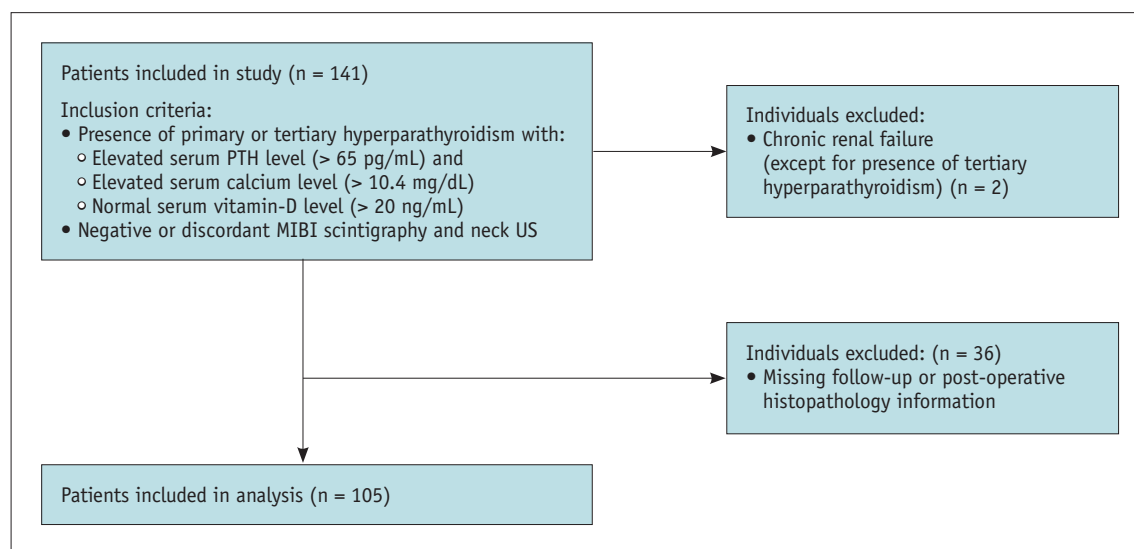 Patients included in study (n = 141)
Inclusion criteria:
• Presence of primary or tertiary hyperparathyroidism with:
○ Elevated serum PTH level (> 65 pg/mL) and
○ Elevated serum calcium level (> 10.4 mg/dL)
○ Normal serum vitamin-D level (> 20 ng/mL)
• Negative or discordant MIBI scintigraphy and neck US
Individuals excluded:
• Chronic renal failure
(except for presence of tertiary
hyperparathyroidism) (n = 2)
Individuals excluded: (n = 36)
• Missing follow-up or post-operative
histopathology information
Patients included in analysis (n = 105)